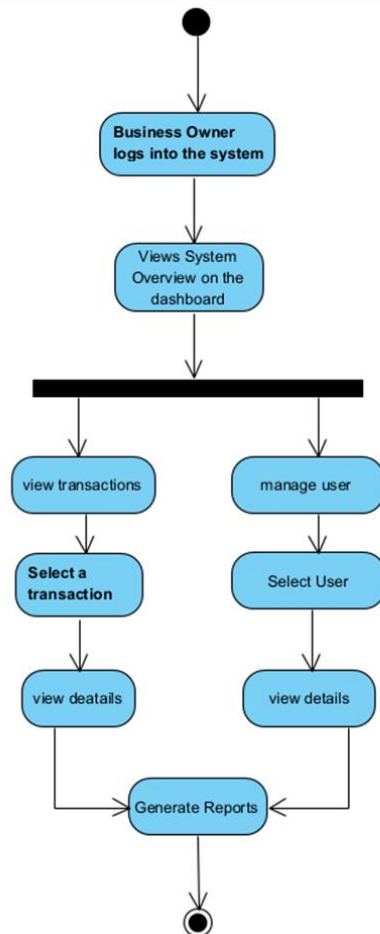 Business Owner
logs into the system
Views System
Overview on the
dashboard
view transactions
manage user
Select a
transaction
Select User
view deatails
view details
Generate Reports